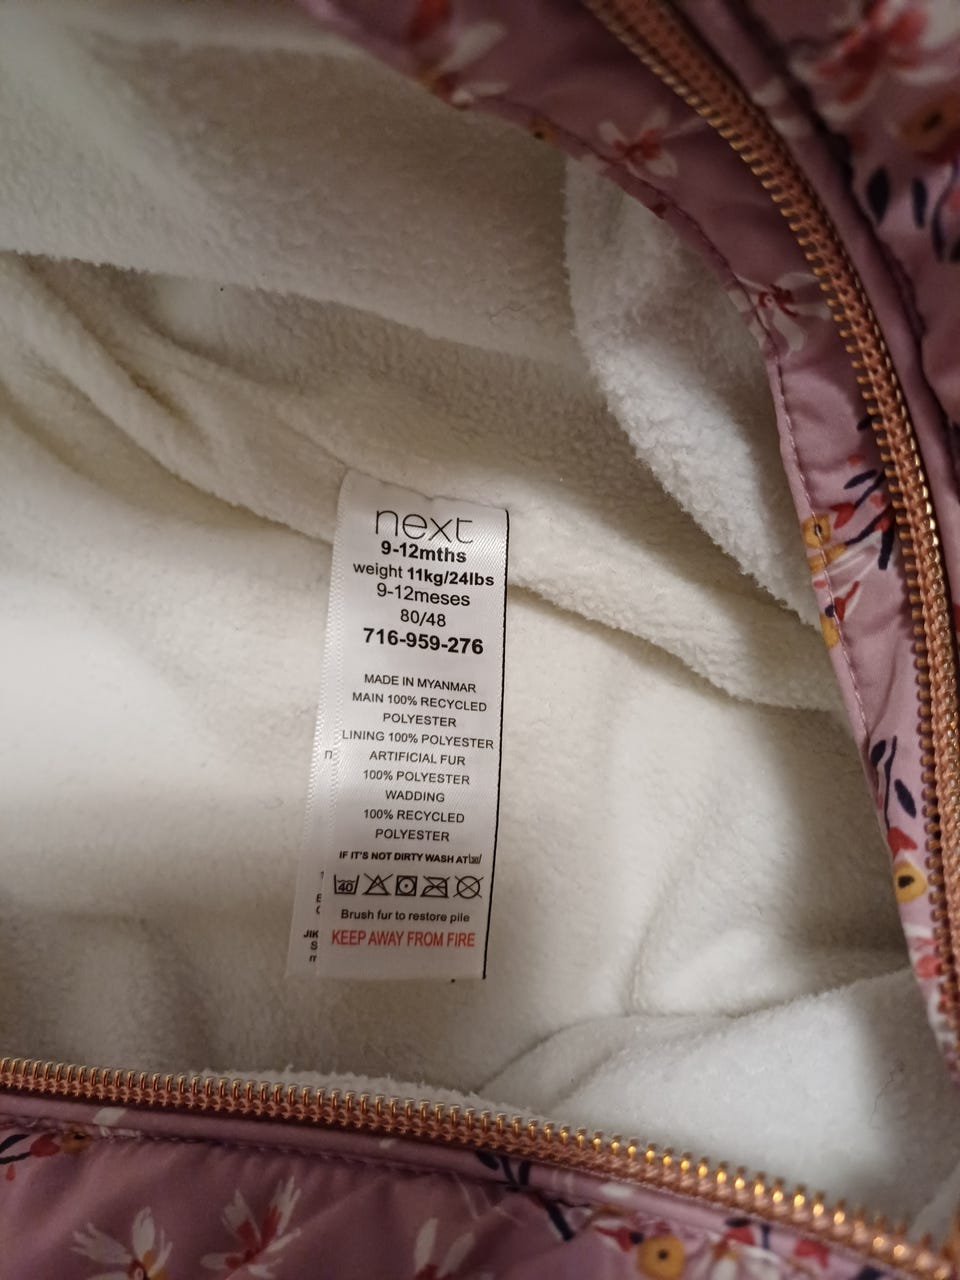 next
9-12mths
weight 11kg/24lbs
9-12meses
80/48
716-959-276
MADE IN MYANMAR
MAIN 100% RECYCLED
POLYESTER
LINING 100% POLYESTER
ARTIFICIAL FUR
100% POLYESTER
WADDING
100% RECYCLED
POLYESTER
IF IT'S NOT DIRTY WASH AT 30
40
Brush fur to restore pile
KEEP AWAY FROM FIRE
JIK
S